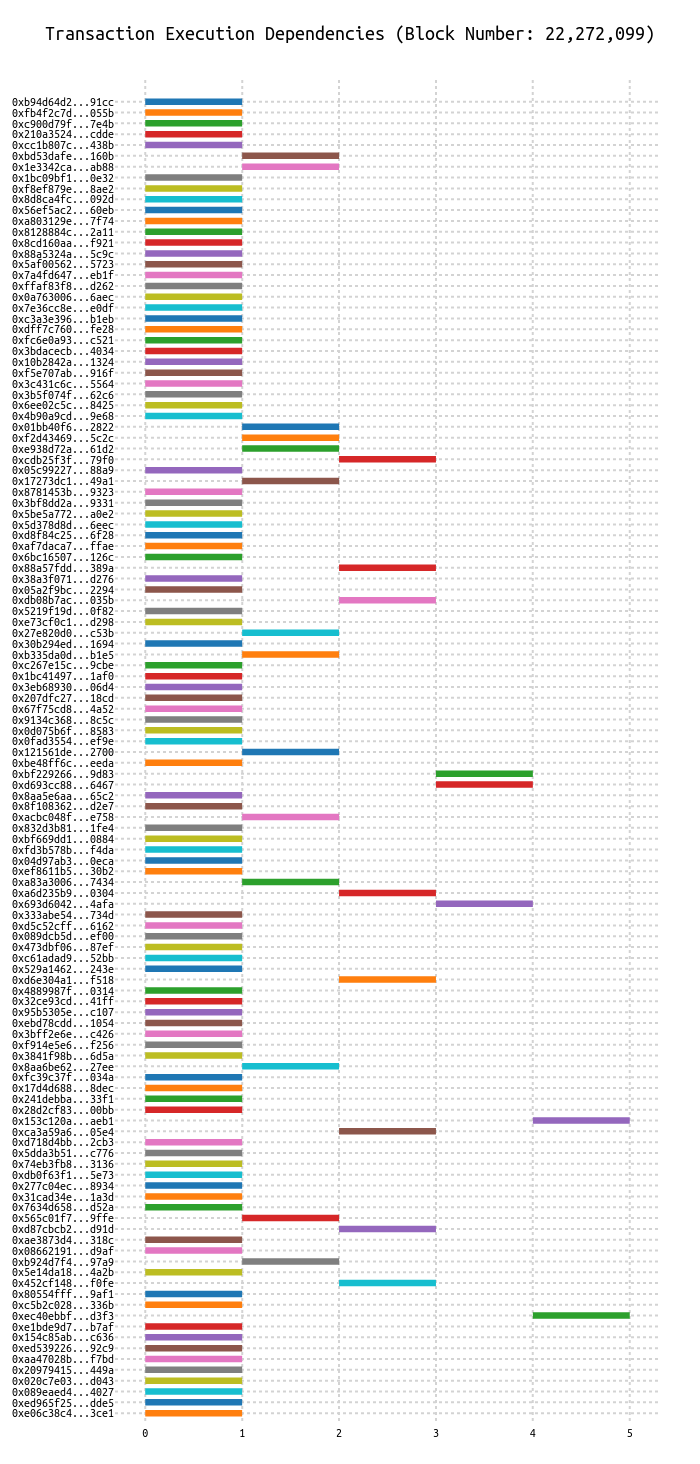 Transaction Execution Dependencies (Block Number: 22,272,099)
0xb94d64d2...91cc
0xfb4f2c7d...055b
0xc900d79f...7e4b
0x210a3524...cdde
0xcc1b807c...438b
0xbd53dafe...160b
0x1e3342ca...ab88
0x1bc09bf1...0e32
0xf8ef879e...8ae2
0x8d8ca4fc...092d
0x56ef5ac2...60eb
0xa803129e...7f74
0x8128884c...2a11
0x8cd160aa...f921
0x88a5324a...5c9c
0x5af00562...5723
0x7a4fd647...eb1f
0xffaf83f8...d262
0x0a763006...6aec
0x7e36cc8e...e0df
0xc3a3e396...b1eb
0xdff7c760...fe28
0xfc6e0a93...c521
0x3bdacecb...4034
0x10b2842a...1324
0xf5e707ab...916f
0x3c431c6c...5564
0x3b5f074f...62c6
0x6ee02c5c...8425
0x4b90a9cd...9e68
0x01bb40f6...2822
0xf2d43469...5c2c
0xe938d72a...61d2
0xcdb25f3f...79f0
0x05c99227...88a9
0x17273dc1...49a1
0x8781453b...9323
0x3bf8dd2a...9331
0x5be5a772...a0e2
0x5d378d8d...6eec
0xd8f84c25...6f28
0xaf7daca7...ffae
0x6bc16507...126c
0x88a57fdd...389a
0x38a3f071...d276
0x05a2f9bc...2294
0xdb08b7ac...035b
0x5219f19d...0f82
0xe73cf0c1...d298
0x27e820d0...c53b
0x30b294ed...1694
0xb335da0d...b1e5
0xc267e15c...9cbe
0x1bc41497...1af0
0x3eb68930...06d4
0x207dfc27...18cd
0x67f75cd8...4a52
0x9134c368...8c5c
0x0d075b6f...8583
0x0fad3554...ef9e
0x121561de...2700
0xbe48ff6c...eeda
0xbf229266...9d83
0xd693cc88...6467
0x8aa5e6aa...65c2
0x8f108362...d2e7
0xacbc048f...e758
0x832d3b81...1fe4
0xbf669dd1...0884
0xfd3b578b...f4da
0x04d97ab3...0eca
0xef8611b5...30b2
0xa83a3006...7434
0xa6d235b9...0304
0x693d6042...4afa
0x333abe54...734d
0xd5c52cff...6162
0x089dcb5d...ef00
0x473dbf06...87ef
0xc61adad9...52bb
0x529a1462...243e
0xd6e304a1...f518
0x4889987f...0314
0x32ce93cd...41ff
0x95b5305e...c107
0xebd78cdd...1054
0x3bff2e6e...c426
0xf914e5e6...f256
0x3841f98b...6d5a
0x8aa6be62...27ee
0xfc39c37f...034a
0x17d4d688...8dec
0x241debba...33f1
0x28d2cf83...00bb
0x153c120a...aeb1
0xca3a59a6...05e4
0xd718d4bb...2cb3
0x5dda3b51...c776
0x74eb3fb8...3136
0xdb0f63f1...5e73
0x277c04ec...8934
0x31cad34e...1a3d
0x7634d658...d52a
0x565c01f7...9ffe
0xd87cbcb2...d91d
0xae3873d4...318c
0x08662191...d9af
0xb924d7f4...97a9
0x5e14da18...4a2b
0x452cf148...f0fe
0x80554fff...9af1
0xc5b2c028...336b
0xec40ebbf...d3f3
0xe1bde9d7...b7af
0x154c85ab...c636
0xed539226...92c9
0xaa47028b...f7bd
0x20979415...449a
0x020c7e03...d043
0x089eaed4...4027
0xed965f25...dde5
0xe06c38c4...3ce1
0 1 2 3 4 5